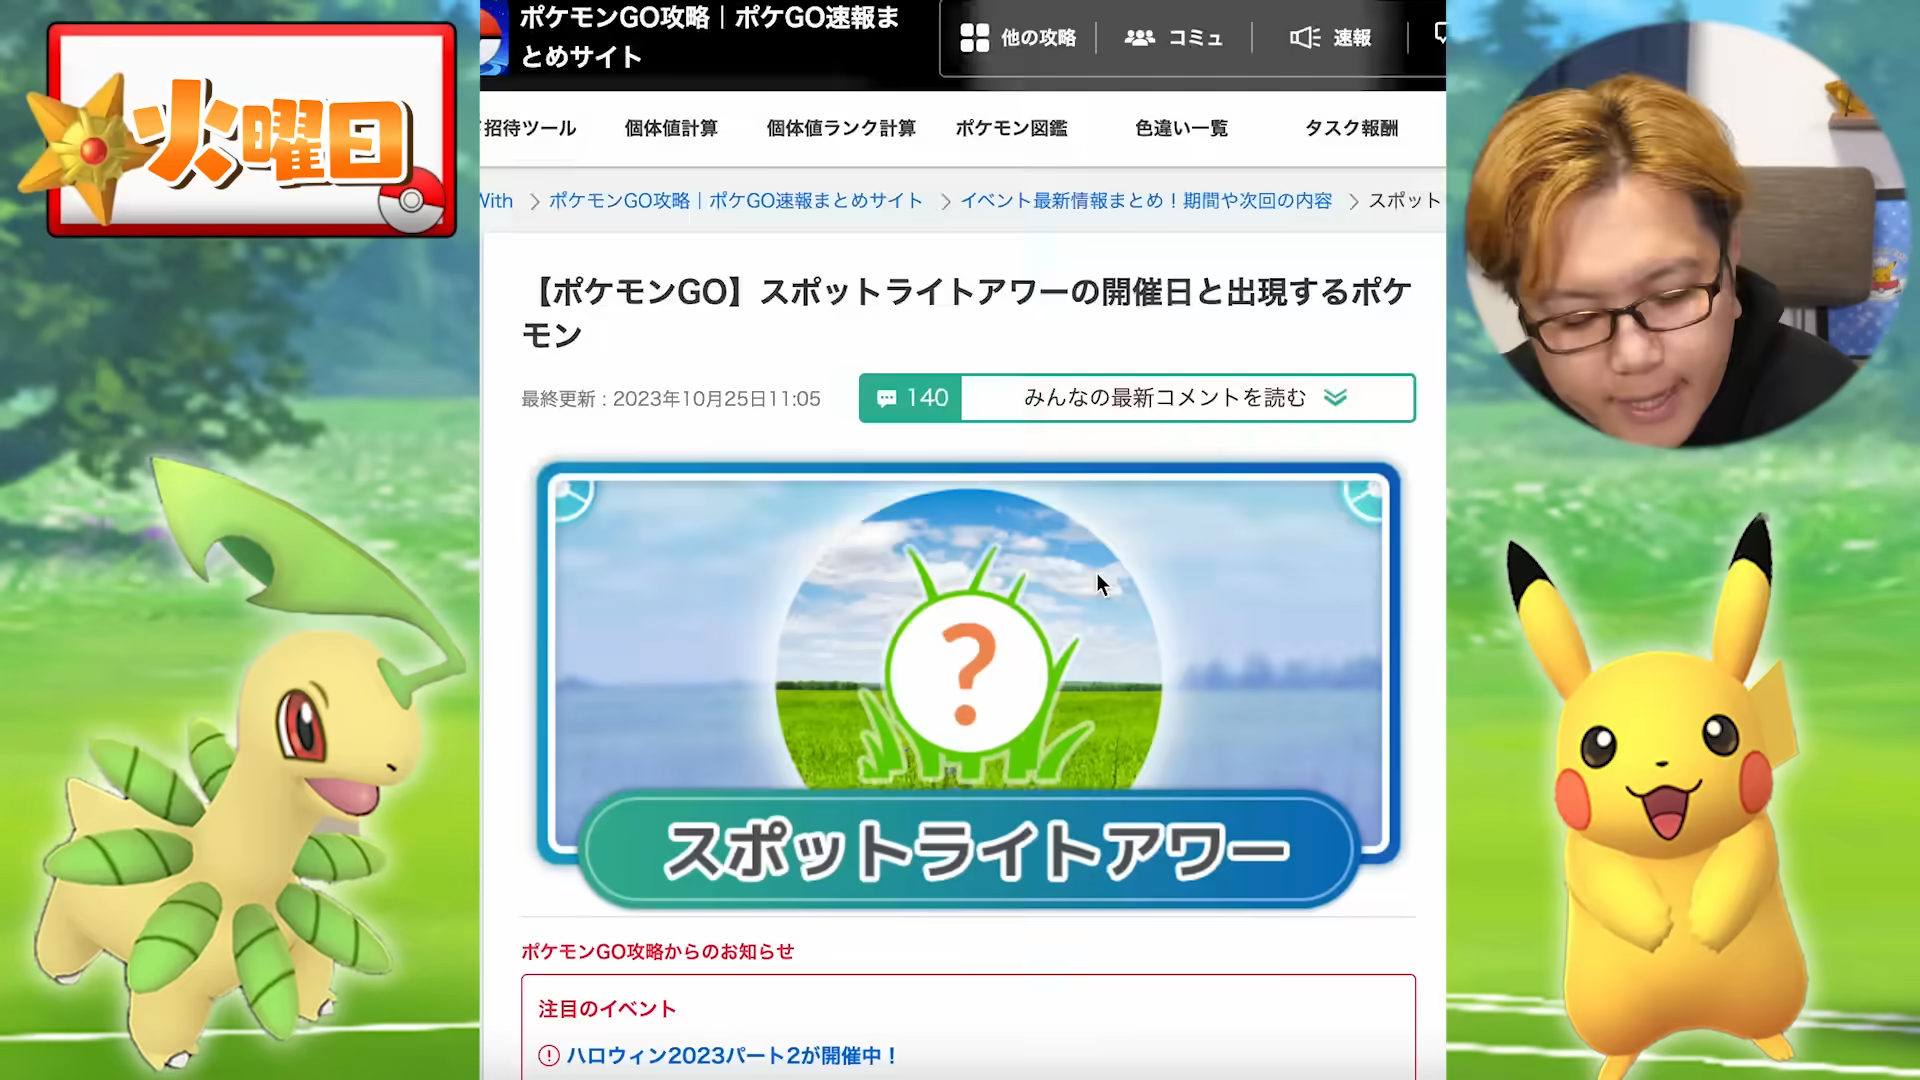 火曜日
ポケモンGO攻略｜ポケGO速報ま
とめサイト
他の攻略
コミュ
速報
招待ツール
個体値計算
個体値ランク計算
ポケモン図鑑
色違い一覧
タスク報酬
With > ポケモンGO攻略｜ポケGO速報まとめサイト > イベント最新情報まとめ！期間や次回の内容 > スポット
【ポケモンGO】スポットライトアワーの開催日と出現するポケ
モン
最終更新 : 2023年10月25日11:05
140
みんなの最新コメントを読む
?
スポットライトアワー
ポケモンGO攻略からのお知らせ
注目のイベント
ハロウィン2023パート2が開催中！